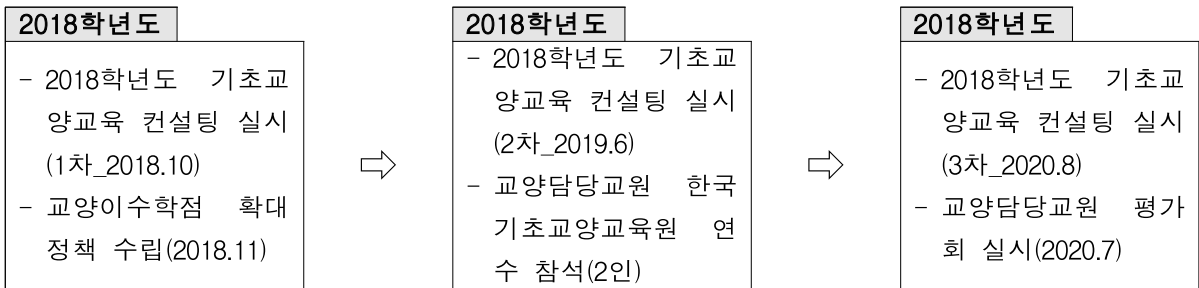 2018학년도
- 2018학년도 기초교
양교육 컨설팅 실시
(1차_2018.10)
- 교양이수학점 확대
정책 수립(2018.11)
⇨
2018학년도
- 2018학년도 기초교
양교육 컨설팅 실시
(2차_2019.6)
- 교양담당교원 한국
기초교양교육원 연
수 참석(2인)
⇨
2018학년도
- 2018학년도 기초교
양교육 컨설팅 실시
(3차_2020.8)
- 교양담당교원 평가
회 실시(2020.7)